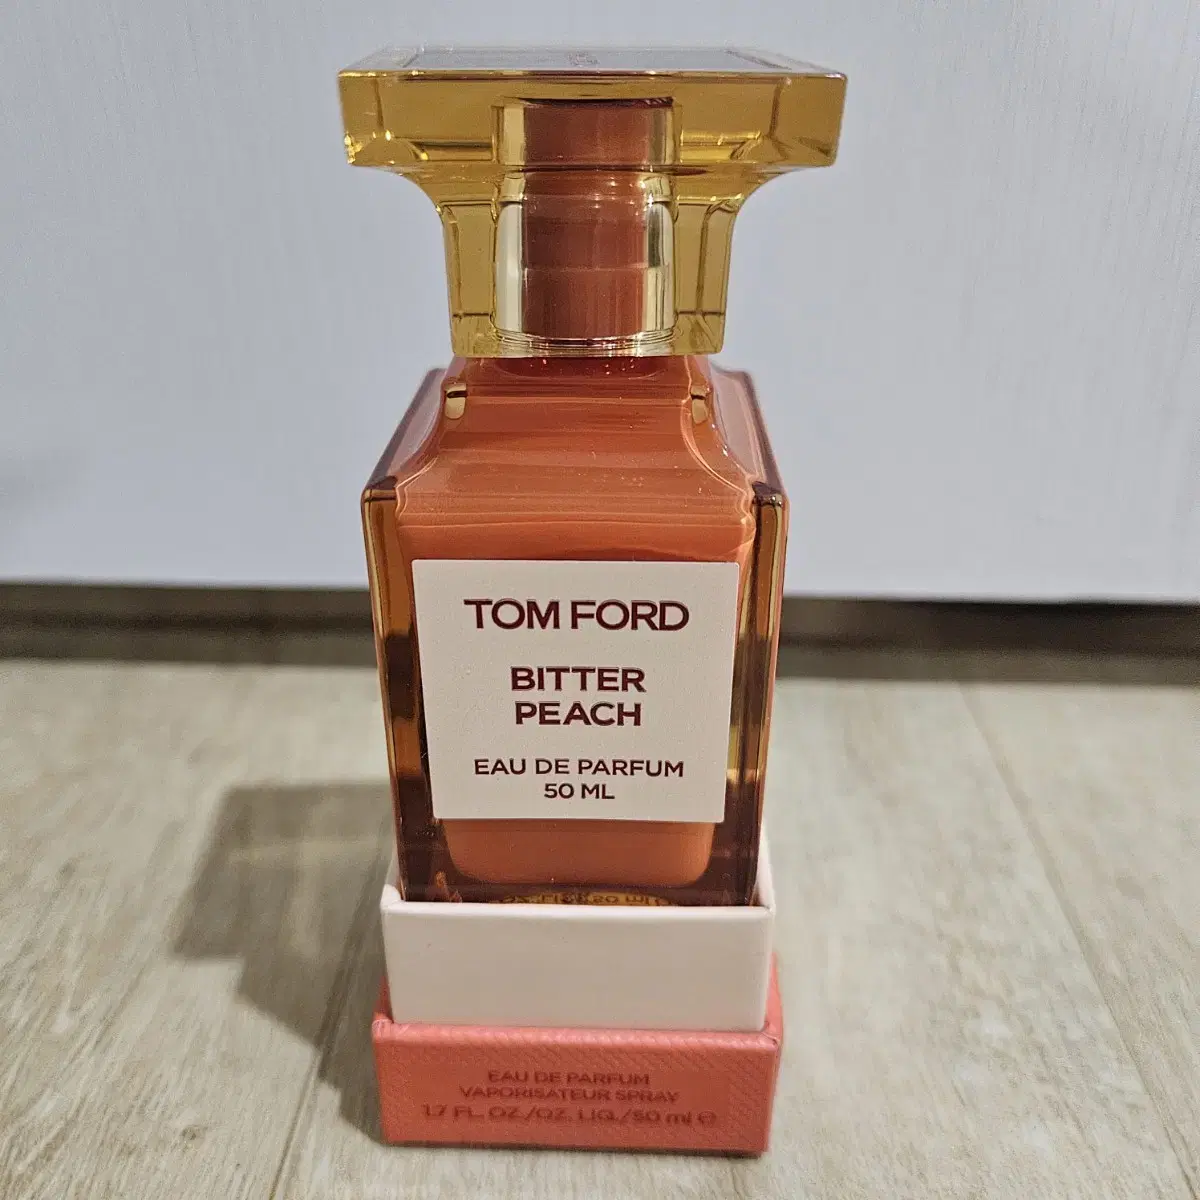 TOM FORD
BITTER
PEACH
EAU DE PARFUM
50 ML
EAU DE PARFUM
VAPORISATEUR SPRAY
1.7 FL. OZ./OZ. LIQ./50 ml e